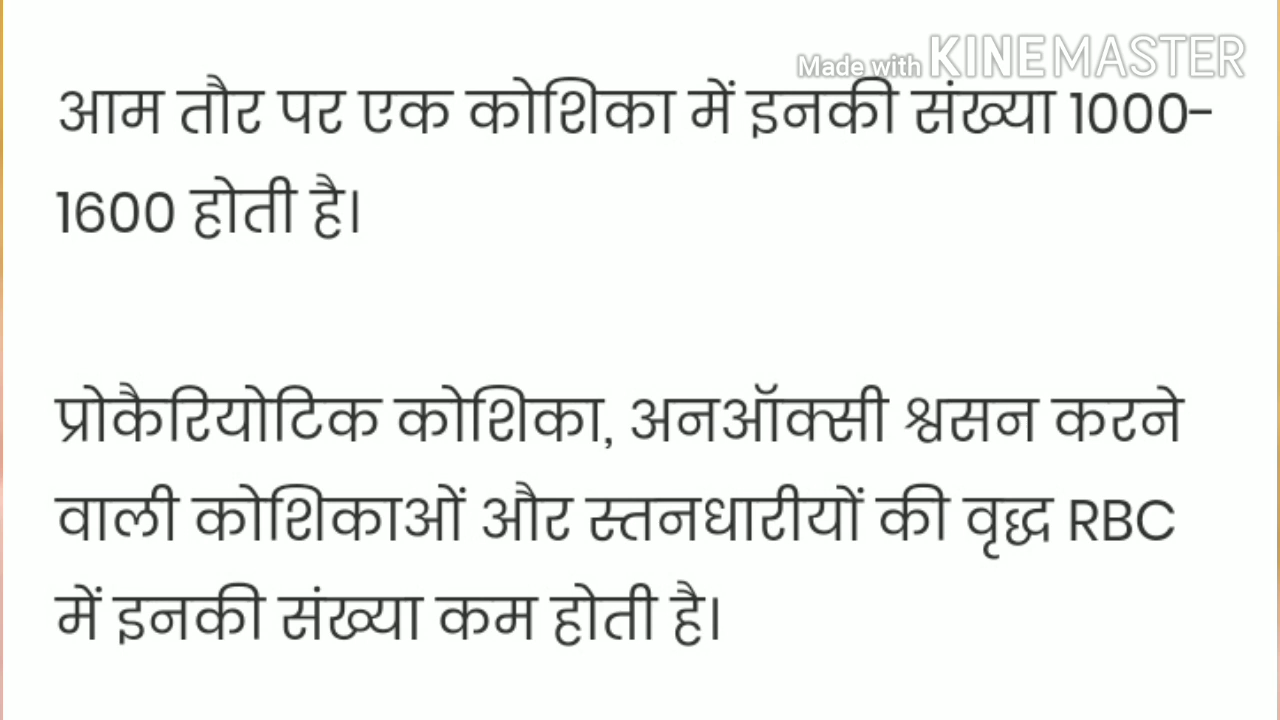 Made with KINEMASTER
आम तौर पर एक कोशिका में इनकी संख्या 1000-
1600 होती है।
प्रोकैरियोटिक कोशिका, अनऑक्सी श्वसन करने
वाली कोशिकाओं और स्तनधारीयों की वृद्ध RBC
में इनकी संख्या कम होती है।